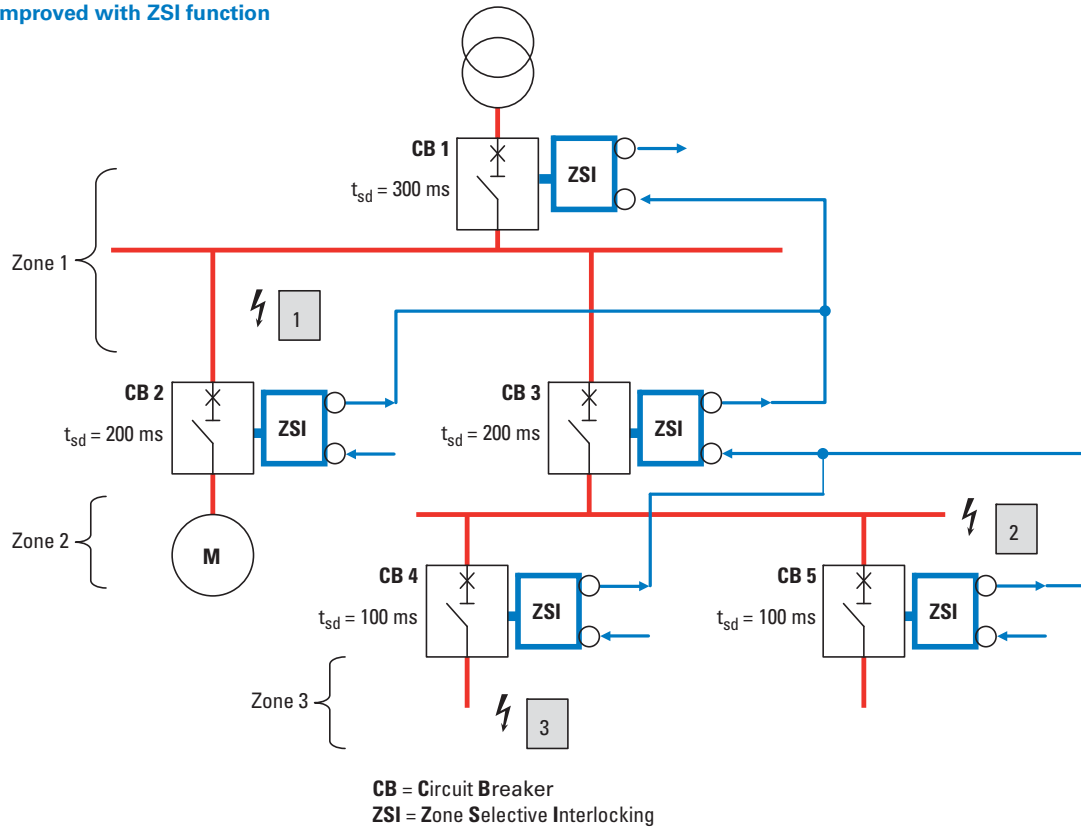 mproved with ZSI function
CB 1
ZSI
t_sd = 300 ms
Zone 1
1
CB 2
ZSI
t_sd = 200 ms
CB 3
ZSI
t_sd = 200 ms
Zone 2
M
2
CB 4
ZSI
t_sd = 100 ms
CB 5
ZSI
t_sd = 100 ms
Zone 3
3
CB = Circuit Breaker
ZSI = Zone Selective Interlocking